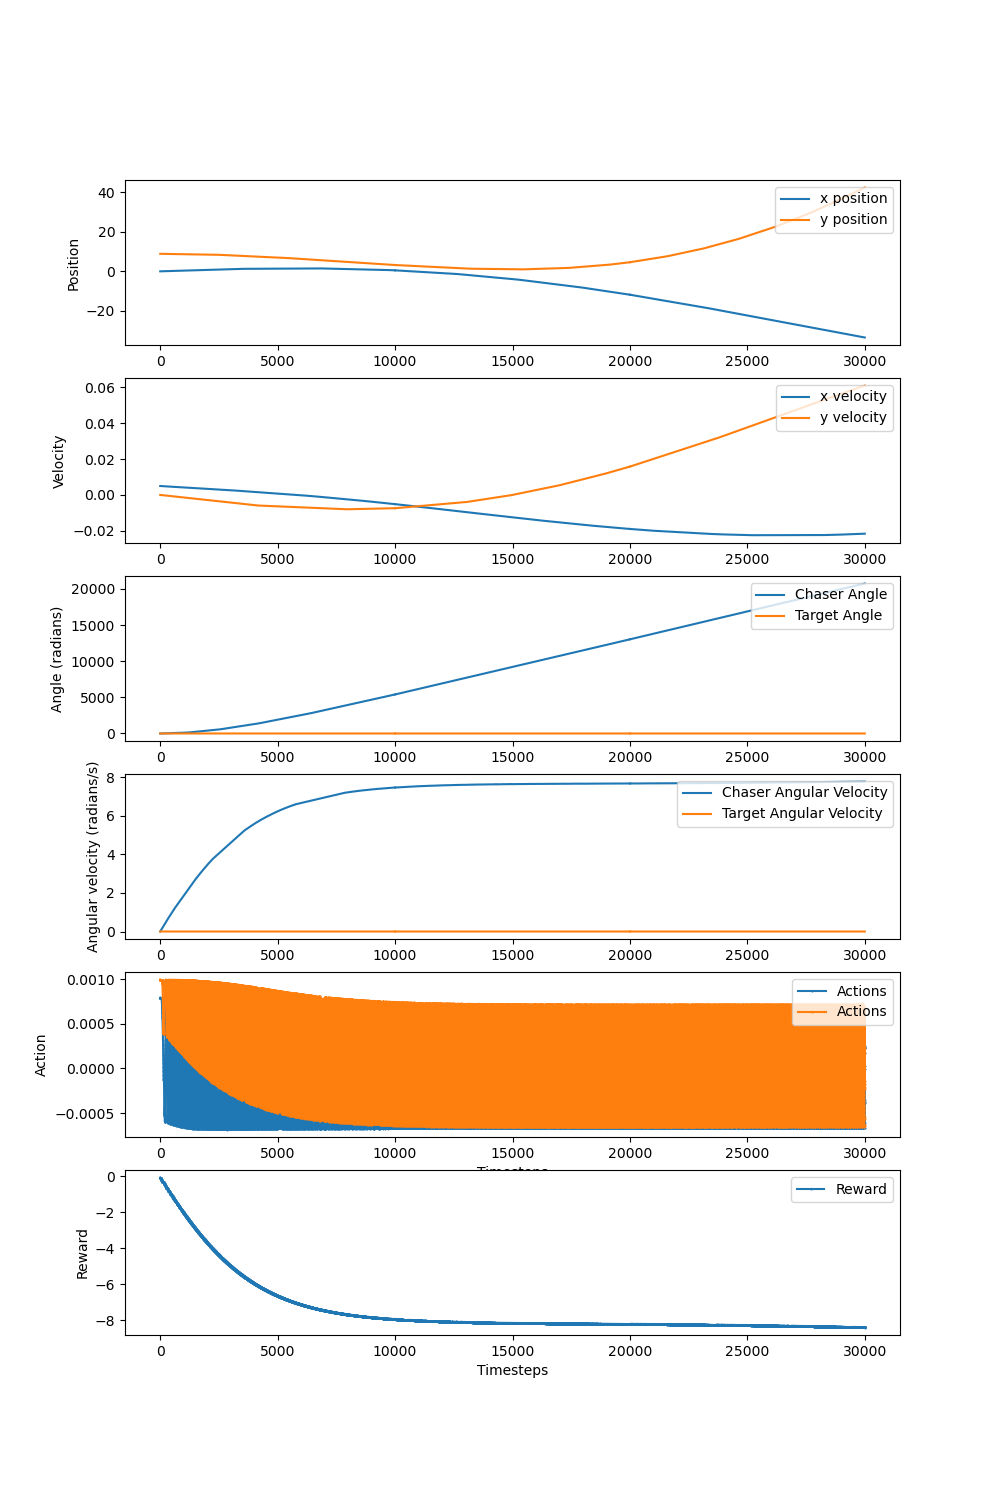 Position
40
20
0
−20
x position
y position
0 5000 10000 15000 20000 25000 30000
Velocity
0.06
0.04
0.02
0.00
−0.02
x velocity
y velocity
0 5000 10000 15000 20000 25000 30000
Angle (radians)
20000
15000
10000
5000
0
Chaser Angle
Target Angle
0 5000 10000 15000 20000 25000 30000
Angular velocity (radians/s)
8
6
4
2
0
Chaser Angular Velocity
Target Angular Velocity
0 5000 10000 15000 20000 25000 30000
Action
0.0010
0.0005
0.0000
−0.0005
Actions
Actions
0 5000 10000 15000 20000 25000 30000
Timesteps
Reward
0
−2
−4
−6
−8
Reward
0 5000 10000 15000 20000 25000 30000
Timesteps